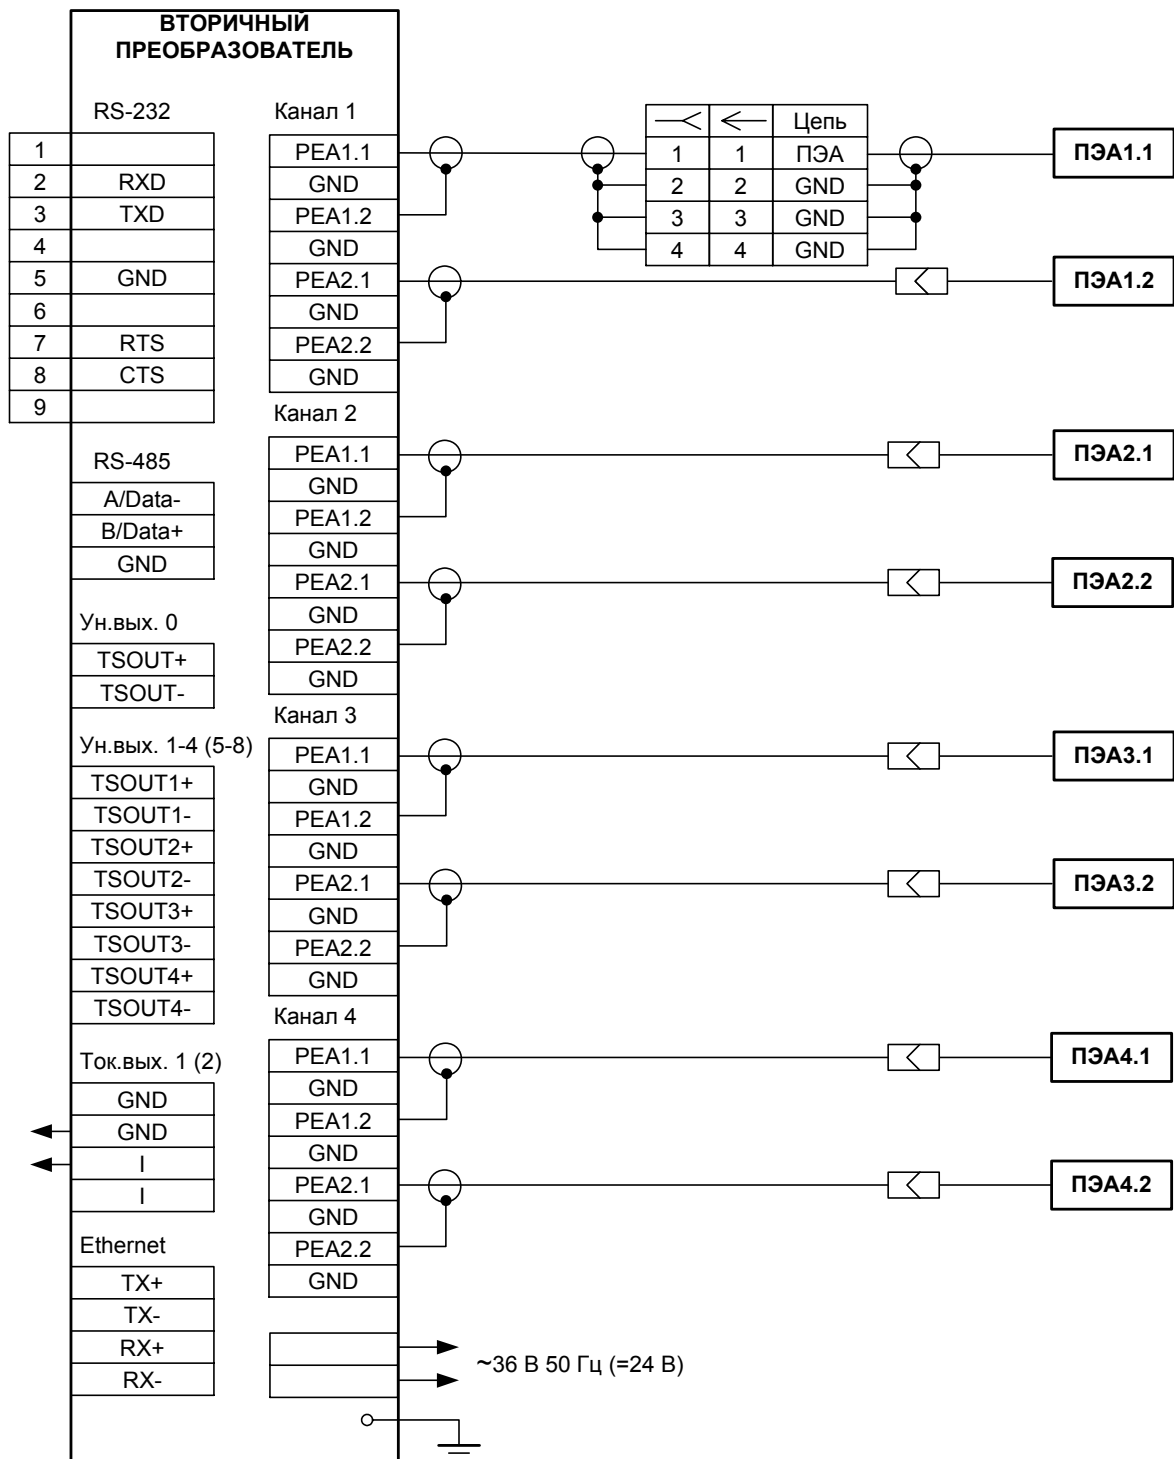 ВТОРИЧНЫЙ
ПРЕОБРАЗОВАТЕЛЬ
RS-232
1
2 RXD
3 TXD
4
5 GND
6
7 RTS
8 CTS
9
RS-485
A/Data-
B/Data+
GND
Ун.вых. 0
TSOUT+
TSOUT-
Ун.вых. 1-4 (5-8)
TSOUT1+
TSOUT1-
TSOUT2+
TSOUT2-
TSOUT3+
TSOUT3-
TSOUT4+
TSOUT4-
Ток.вых. 1 (2)
GND
GND
I
I
Ethernet
TX+
TX-
RX+
RX-
Канал 1
PEA1.1
GND
PEA1.2
GND
PEA2.1
GND
PEA2.2
GND
Канал 2
PEA1.1
GND
PEA1.2
GND
PEA2.1
GND
PEA2.2
GND
Канал 3
PEA1.1
GND
PEA1.2
GND
PEA2.1
GND
PEA2.2
GND
Канал 4
PEA1.1
GND
PEA1.2
GND
PEA2.1
GND
PEA2.2
GND
~36 В 50 Гц (=24 В)
Цепь
1 1 ПЭА
2 2 GND
3 3 GND
4 4 GND
ПЭА1.1
ПЭА1.2
ПЭА2.1
ПЭА2.2
ПЭА3.1
ПЭА3.2
ПЭА4.1
ПЭА4.2